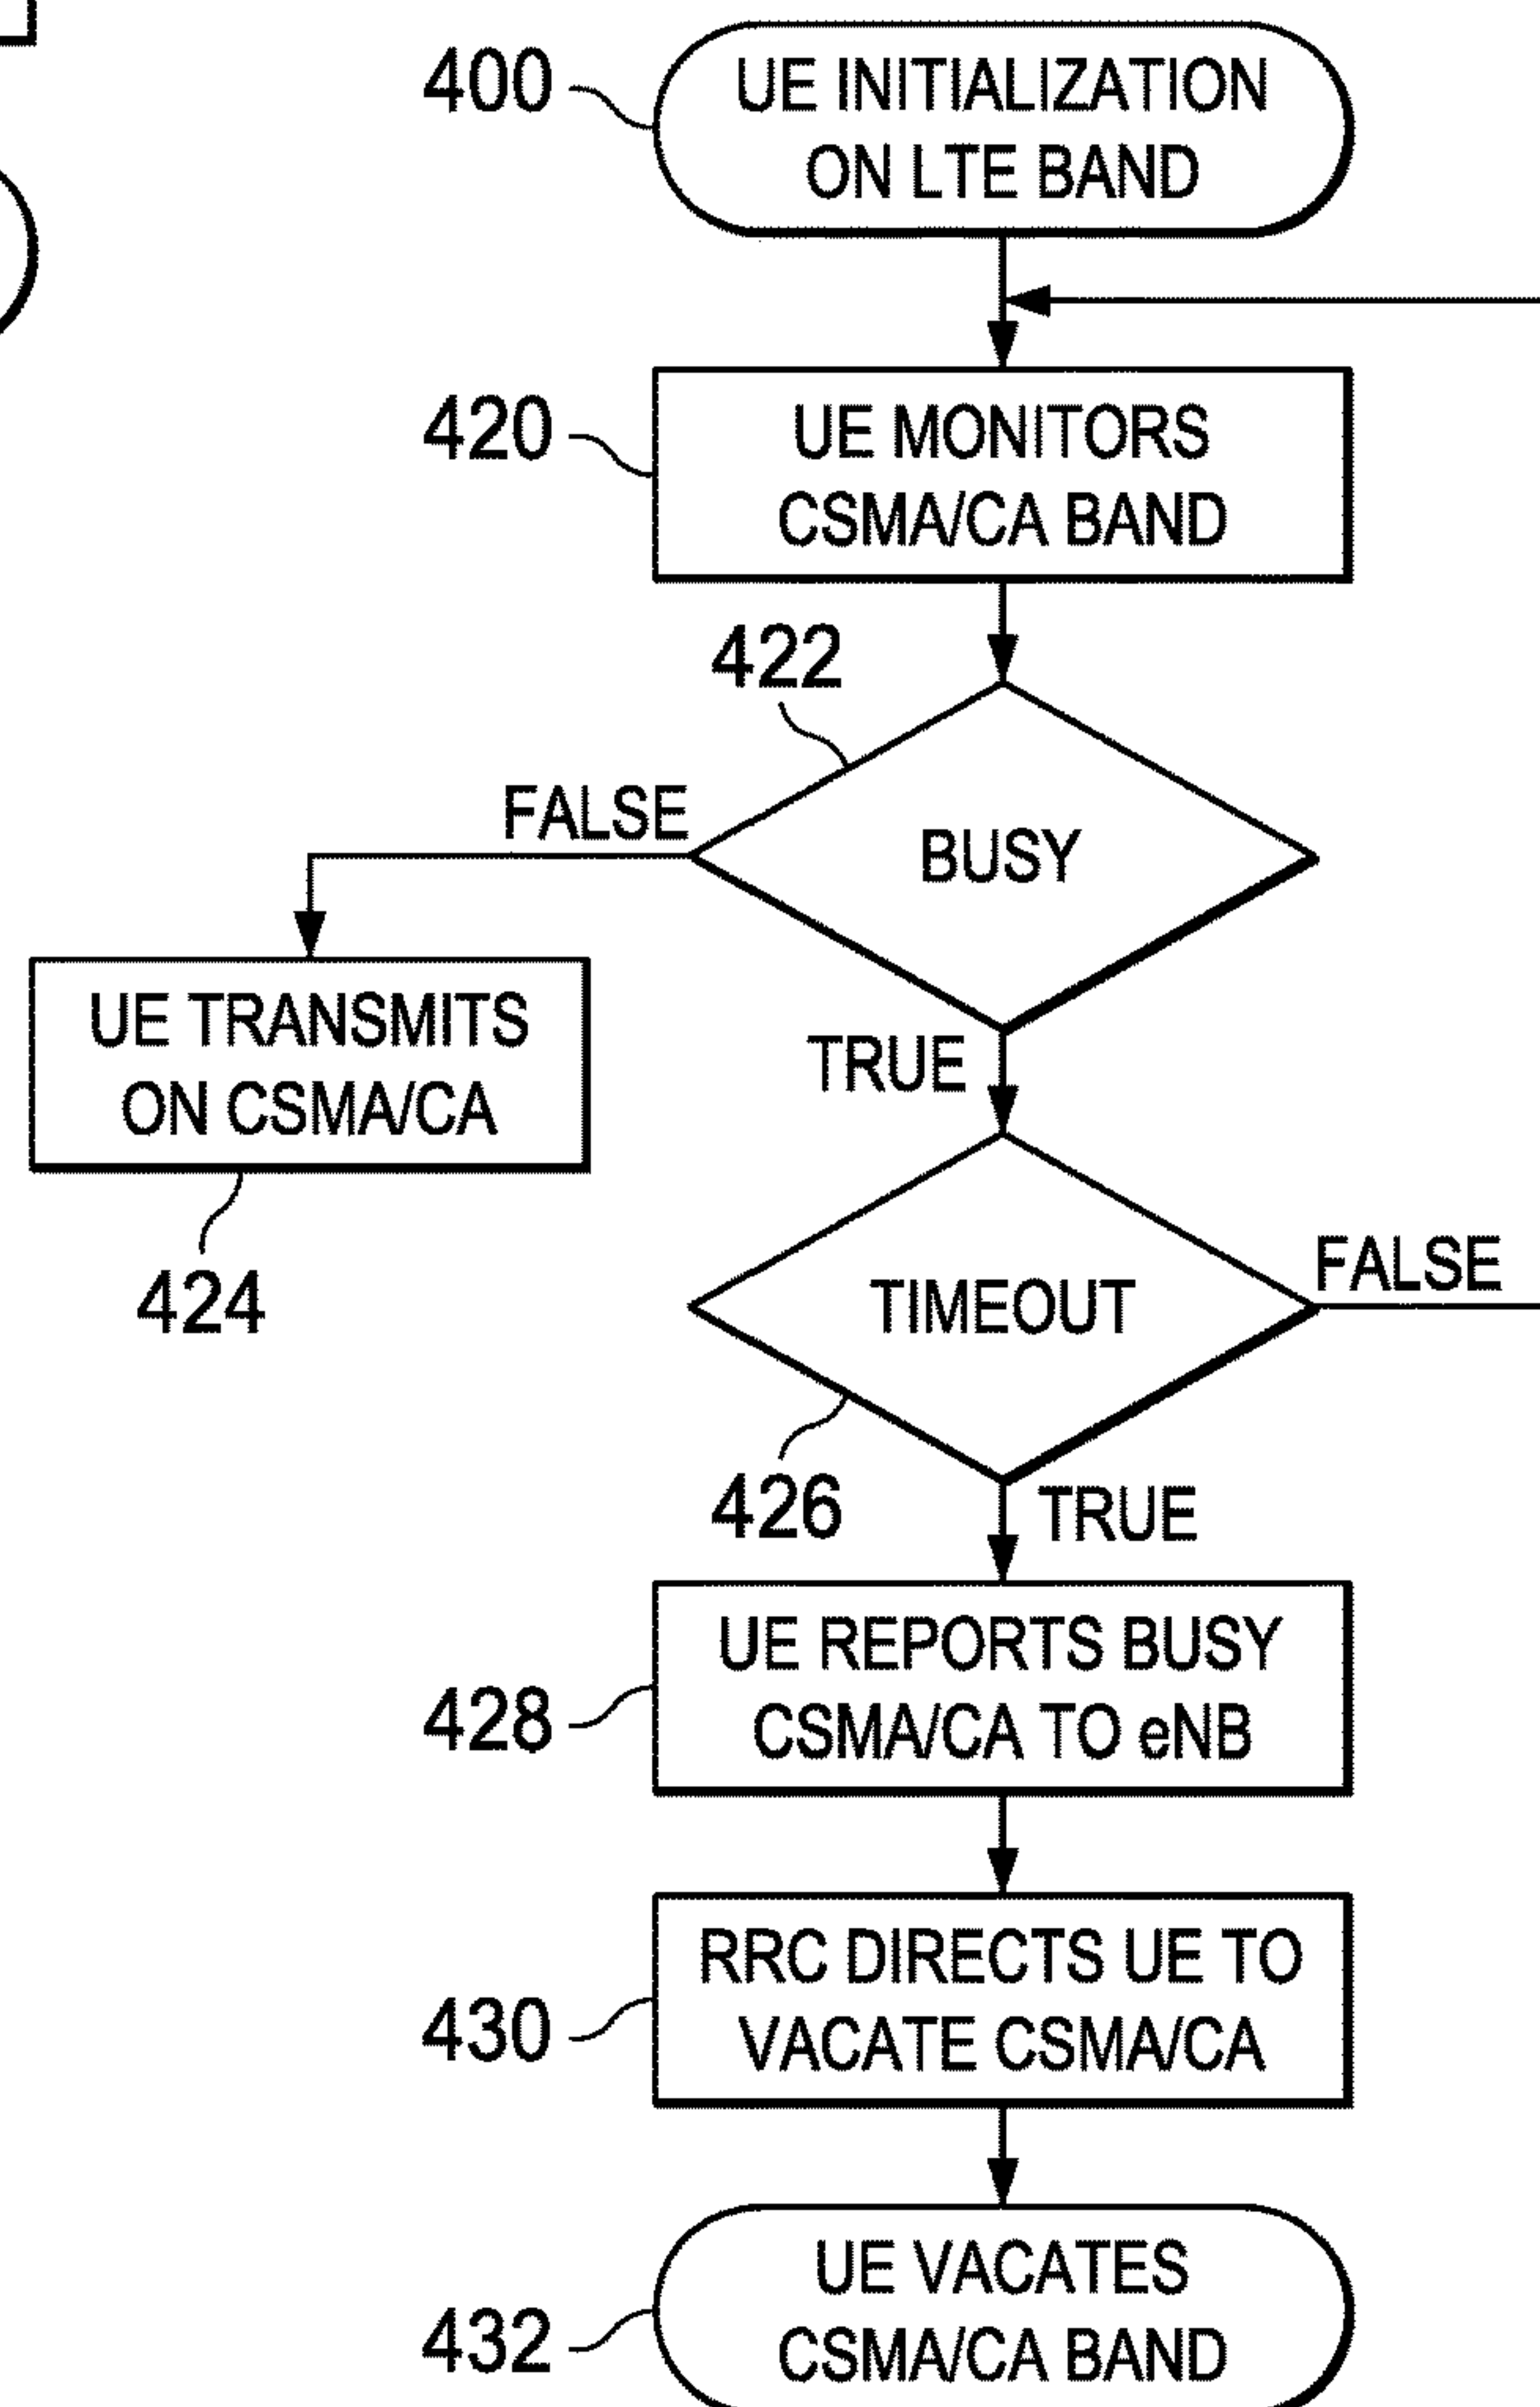 400
UE INITIALIZATION
ON LTE BAND
420
UE MONITORS
CSMA/CA BAND
422
FALSE
BUSY
UE TRANSMITS
ON CSMA/CA
424
TRUE
TIMEOUT
FALSE
426
TRUE
UE REPORTS BUSY
CSMA/CA TO eNB
428
RRC DIRECTS UE TO
VACATE CSMA/CA
430
UE VACATES
CSMA/CA BAND
432